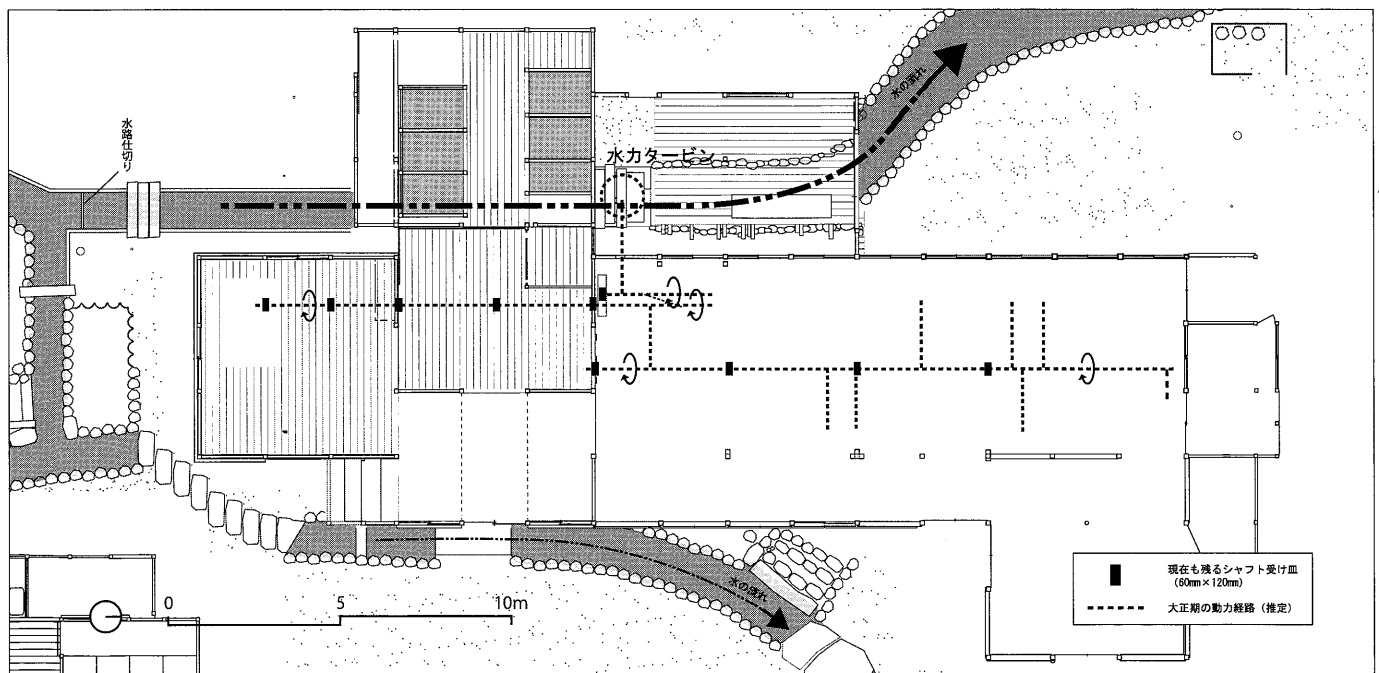 水の流れ
水路仕切り
水力タービン
水の流れ
現在も残るシャフト受け皿
(60mm×120mm)
大正期の動力経路（推定）
0
5
10m